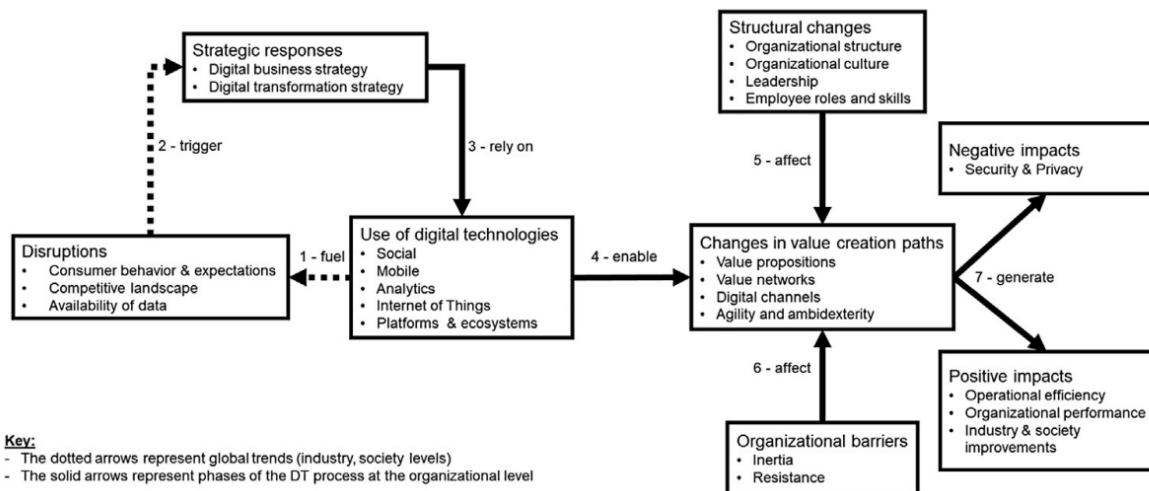 Strategic responses
• Digital business strategy
• Digital transformation strategy
2 - trigger
3 - rely on
Structural changes
• Organizational structure
• Organizational culture
• Leadership
• Employee roles and skills
5 - affect
Negative impacts
• Security & Privacy
Disruptions
• Consumer behavior & expectations
• Competitive landscape
• Availability of data
1 - fuel
Use of digital technologies
• Social
• Mobile
• Analytics
• Internet of Things
• Platforms & ecosystems
4 - enable
Changes in value creation paths
• Value propositions
• Value networks
• Digital channels
• Agility and ambidexterity
7 - generate
6 - affect
Positive impacts
• Operational efficiency
• Organizational performance
• Industry & society
improvements
Organizational barriers
• Inertia
• Resistance
Key:
- The dotted arrows represent global trends (industry, society levels)
- The solid arrows represent phases of the DT process at the organizational level